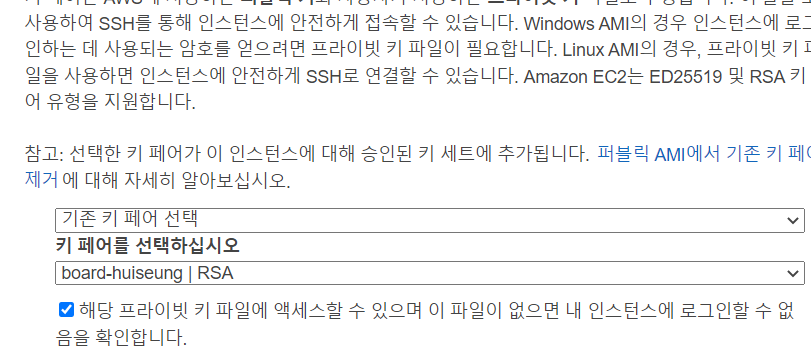 사용하여 SSH를 통해 인스턴스에 안전하게 접속할 수 있습니다. Windows AMI의 경우 인스턴스에 로그
인하는 데 사용되는 암호를 얻으려면 프라이빗 키 파일이 필요합니다. Linux AMI의 경우, 프라이빗 키 파
일을 사용하면 인스턴스에 안전하게 SSH로 연결할 수 있습니다. Amazon EC2는 ED25519 및 RSA 키 페
어 유형을 지원합니다.
참고: 선택한 키 페어가 이 인스턴스에 대해 승인된 키 세트에 추가됩니다. 퍼블릭 AMI에서 기존 키 페어
제거에 대해 자세히 알아보십시오.
기존 키 페어 선택
키 페어를 선택하십시오
board-huiseung | RSA
해당 프라이빗 키 파일에 액세스할 수 있으며 이 파일이 없으면 내 인스턴스에 로그인할 수 없
음을 확인합니다.